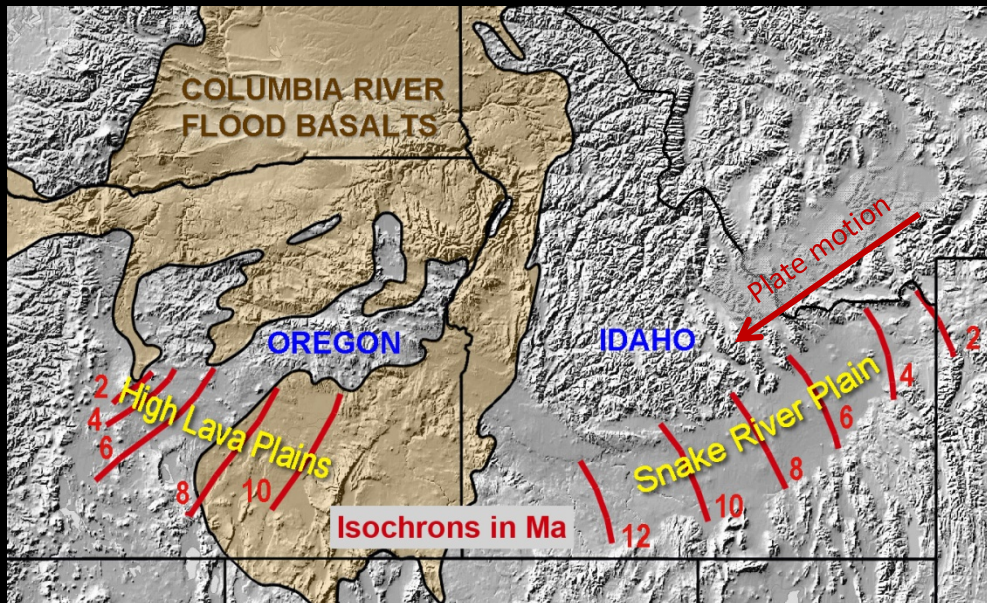 COLUMBIA RIVER
FLOOD BASALTS
Plate motion
OREGON
IDAHO
2
4
6
8
10
High Lava Plains
Snake River Plain
2
4
6
8
10
12
Isochrons in Ma